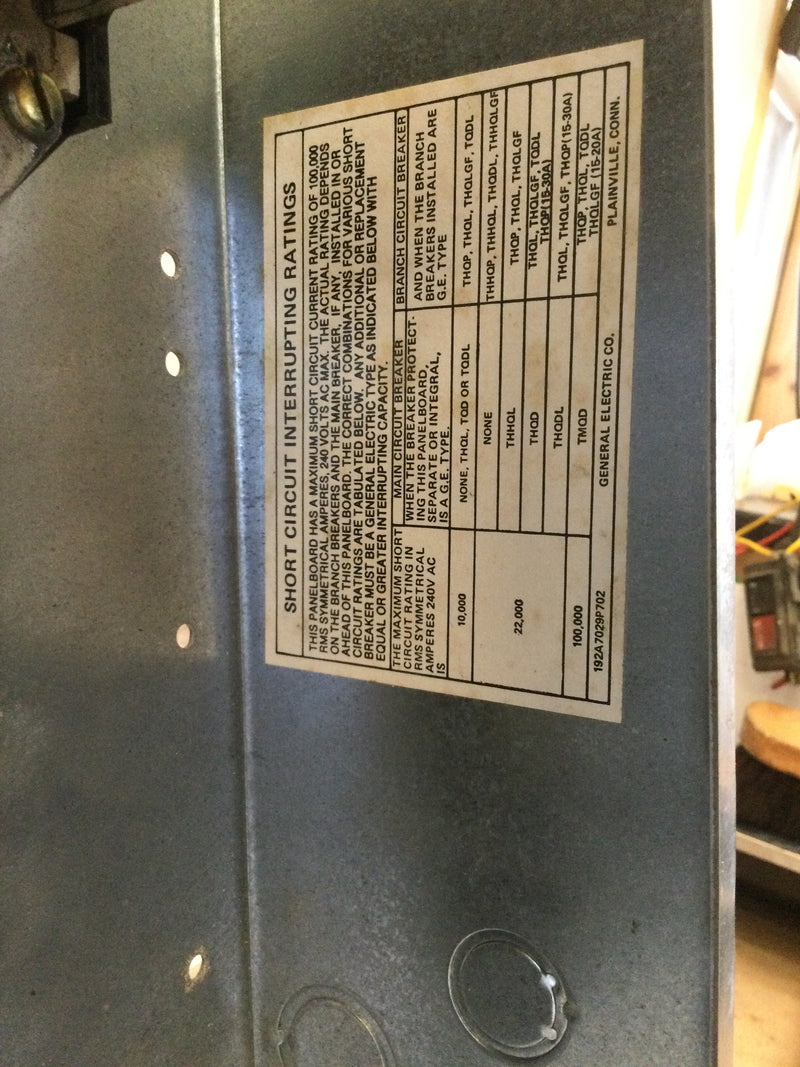 SHORT CIRCUIT INTERRUPTING RATINGS
THIS PANELBOARD HAS A MAXIMUM SHORT CIRCUIT CURRENT RATING OF 100,000
RMS SYMMETRICAL AMPERES, 240 VOLTS AC MAX. THE ACTUAL RATING DEPENDS
ON THE BRANCH BREAKERS AND THE MAIN BREAKER, IF ANY, INSTALLED IN OR
AHEAD OF THIS PANELBOARD. THE CORRECT COMBINATIONS FOR VARIOUS SHORT
CIRCUIT RATINGS ARE TABULATED BELOW. ANY ADDITIONAL OR REPLACEMENT
BREAKER MUST BE A GENERAL ELECTRIC TYPE AS INDICATED BELOW WITH
EQUAL OR GREATER INTERRUPTING CAPACITY.
THE MAXIMUM SHORT
CIRCUIT RATING IN
RMS SYMMETRICAL
AMPERES 240V AC
IS
MAIN CIRCUIT BREAKER
WHEN THE BREAKER PROTECT-
ING THIS PANELBOARD,
SEPARATE OR INTEGRAL,
IS A G.E. TYPE.
BRANCH CIRCUIT BREAKER
AND WHEN THE BRANCH
BREAKERS INSTALLED ARE
G.E. TYPE
10,000
NONE, THQL, TQD OR TQDL
THQP, THQL, THQLGF, TQDL
22,000
NONE
THHQP, THHQL, THQDL, THHQLGF
THHQL
THQP, THQL, THQLGF
THQD
THQL, THQLGF, TQDL
THQP(15-30A)
THQDL
THQL, THQLGF, THQP(15-30A)
100,000
TMQD
THQP, THQL, TQDL
THQLGF (15-20A)
192A7029P702
GENERAL ELECTRIC CO.
PLAINVILLE, CONN.